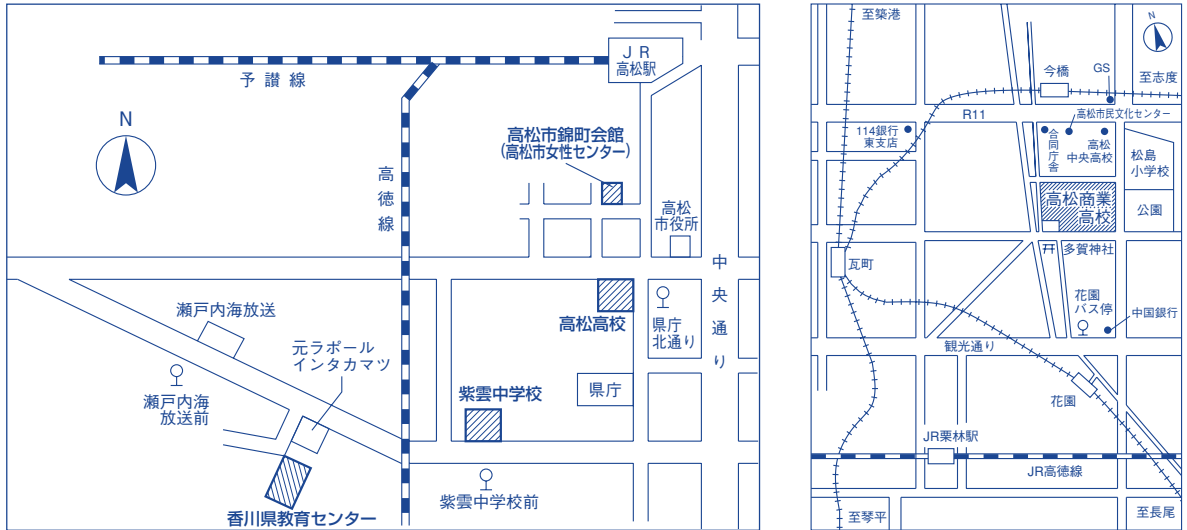 JR
高松駅
予讃線
N
高松市錦町会館
(高松市女性センター)
高徳線
高松
市役所
中央通り
瀬戸内海放送
高松高校
県庁
北通り
元ラポール
インタカマツ
瀬戸内海
放送前
紫雲中学校
県庁
紫雲中学校前
香川県教育センター
至築港
N
今橋
GS
至志度
R11
高松市民文化センター
114銀行
東支店
合同庁舎
高松
中央高校
松島
小学校
高松商業
高校
公園
瓦町
多賀神社
花園
バス停
中国銀行
観光通り
花園
JR栗林駅
JR高徳線
至琴平
至長尾